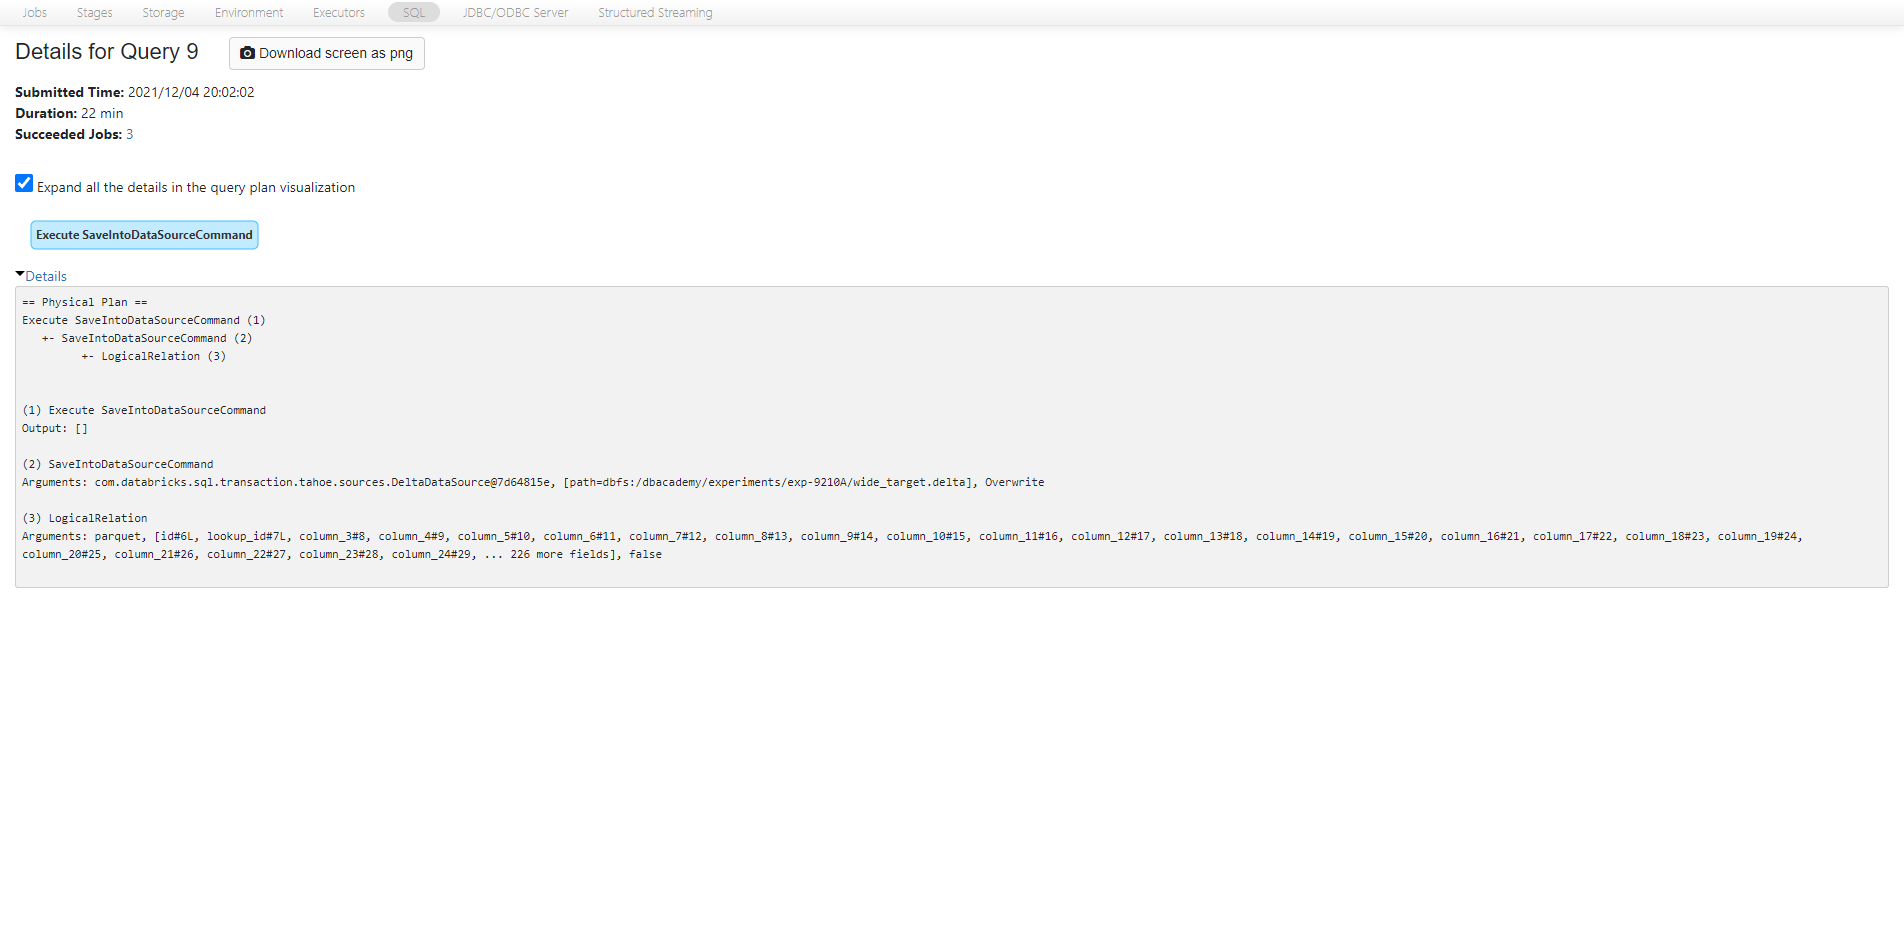 Jobs Stages Storage Environment Executors SQL JDBC/ODBC Server Structured Streaming
Details for Query 9 Download screen as png
Submitted Time: 2021/12/04 20:02:02
Duration: 22 min
Succeeded Jobs: 3
Expand all the details in the query plan visualization
Execute SaveIntoDataSourceCommand
Details
== Physical Plan ==
Execute SaveIntoDataSourceCommand (1)
+- SaveIntoDataSourceCommand (2)
+- LogicalRelation (3)
(1) Execute SaveIntoDataSourceCommand
Output: []
(2) SaveIntoDataSourceCommand
Arguments: com.databricks.sql.transaction.tahoe.sources.DeltaDataSource@7d64815e, [path=dbfs:/dbacademy/experiments/exp-9210A/wide_target.delta], Overwrite
(3) LogicalRelation
Arguments: parquet, [id#6L, lookup_id#7L, column_3#8, column_4#9, column_5#10, column_6#11, column_7#12, column_8#13, column_9#14, column_10#15, column_11#16, column_12#17, column_13#18, column_14#19, column_15#20, column_16#21, column_17#22, column_18#23, column_19#24,
column_20#25, column_21#26, column_22#27, column_23#28, column_24#29, ... 226 more fields], false